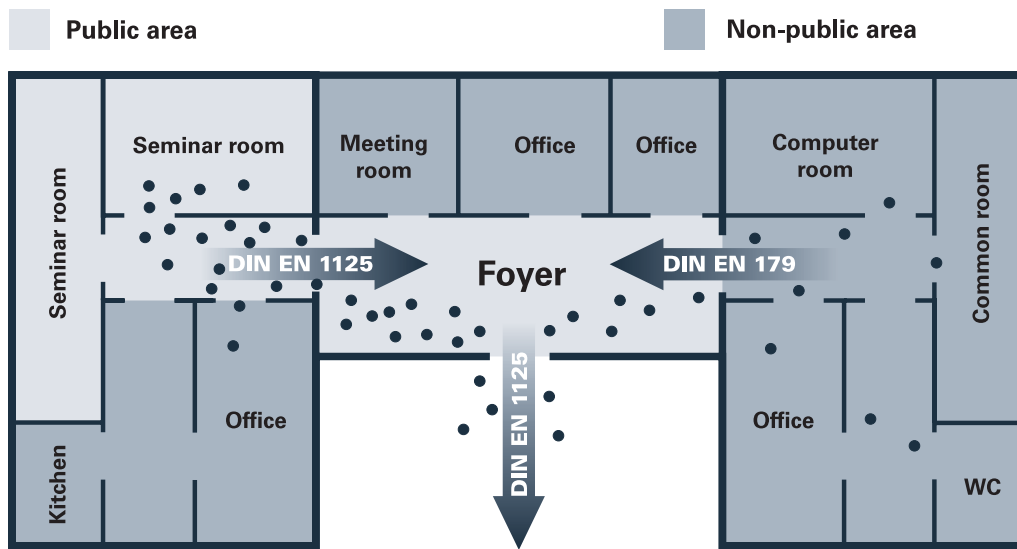 Public area
Non-public area
Seminar room
Seminar room
Meeting
room
Office
Office
Computer
room
Common room
DIN EN 1125
Foyer
DIN EN 179
DIN EN 1125
Office
Office
Kitchen
WC